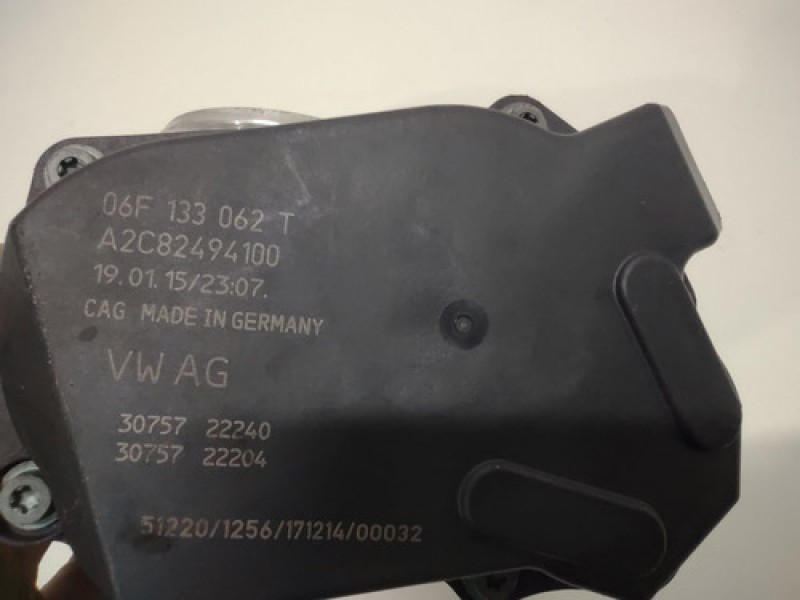 06F 133 062 T
A2C82494100
19.01.15/23:07.
CAG MADE IN GERMANY
VW AG
30757 22240
30757 22204
51220/1256/171214/00032